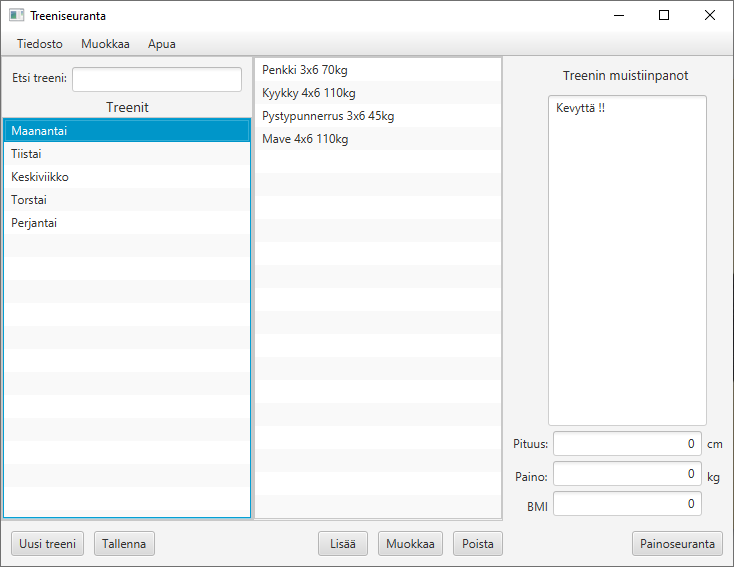 Treeniseuranta
Tiedosto Muokkaa Apua
Etsi treeni:
Treenit
Maanantai
Tiistai
Keskiviikko
Torstai
Perjantai
Penkki 3x6 70kg
Kyykky 4x6 110kg
Pystypunnerrus 3x6 45kg
Mave 4x6 110kg
Treenin muistiinpanot
Kevyttä !!
Pituus: 0 cm
Paino: 0 kg
BMI 0
Uusi treeni Tallenna Lisää Muokkaa Poista Painoseuranta